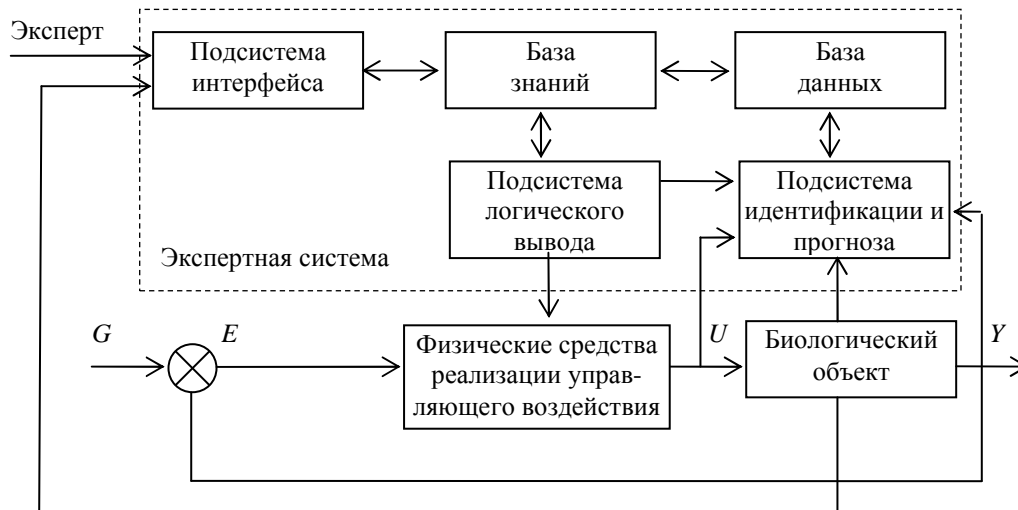 Эксперт
Подсистема
интерфейса
База
знаний
База
данных
Подсистема
логического
вывода
Подсистема
идентификации и
прогноза
Экспертная система
G
E
Физические средства
реализации управ-
ляющего воздействия
U
Биологический
объект
Y